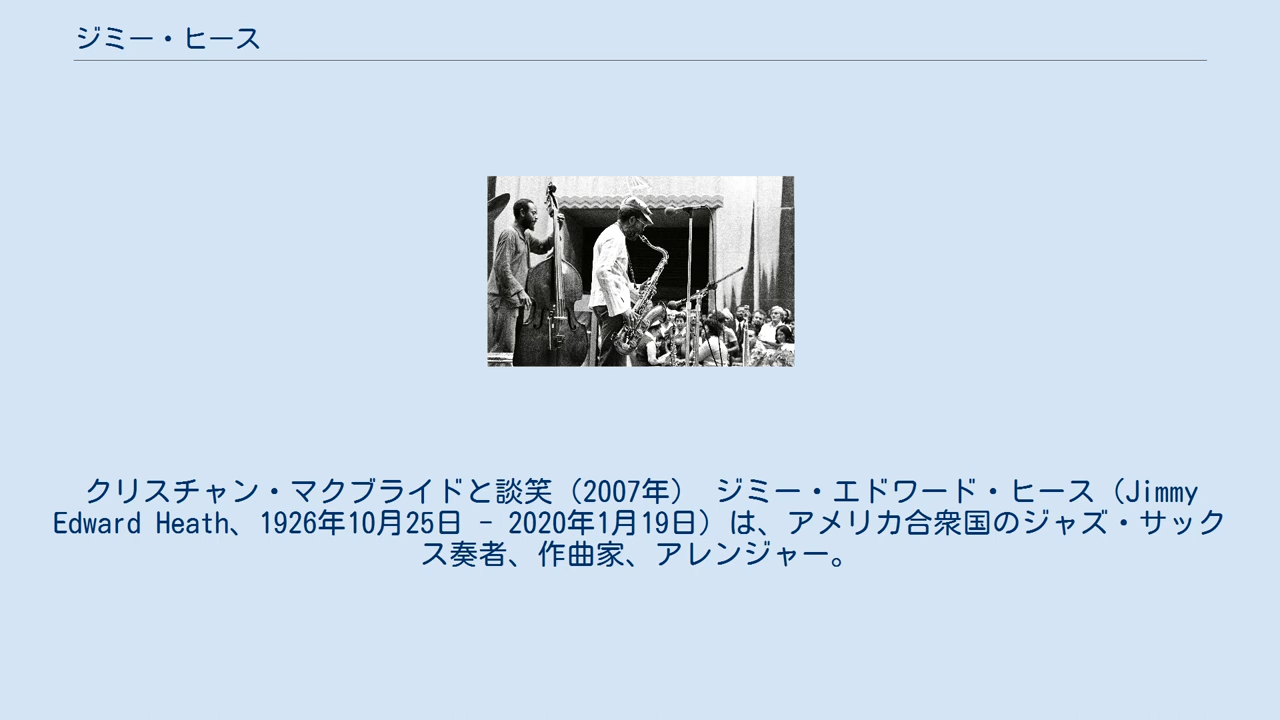 ジミー・ヒース
クリスチャン・マクブライドと談笑（2007年） ジミー・エドワード・ヒース（Jimmy
Edward Heath、1926年10月25日 - 2020年1月19日）は、アメリカ合衆国のジャズ・サック
ス奏者、作曲家、アレンジャー。